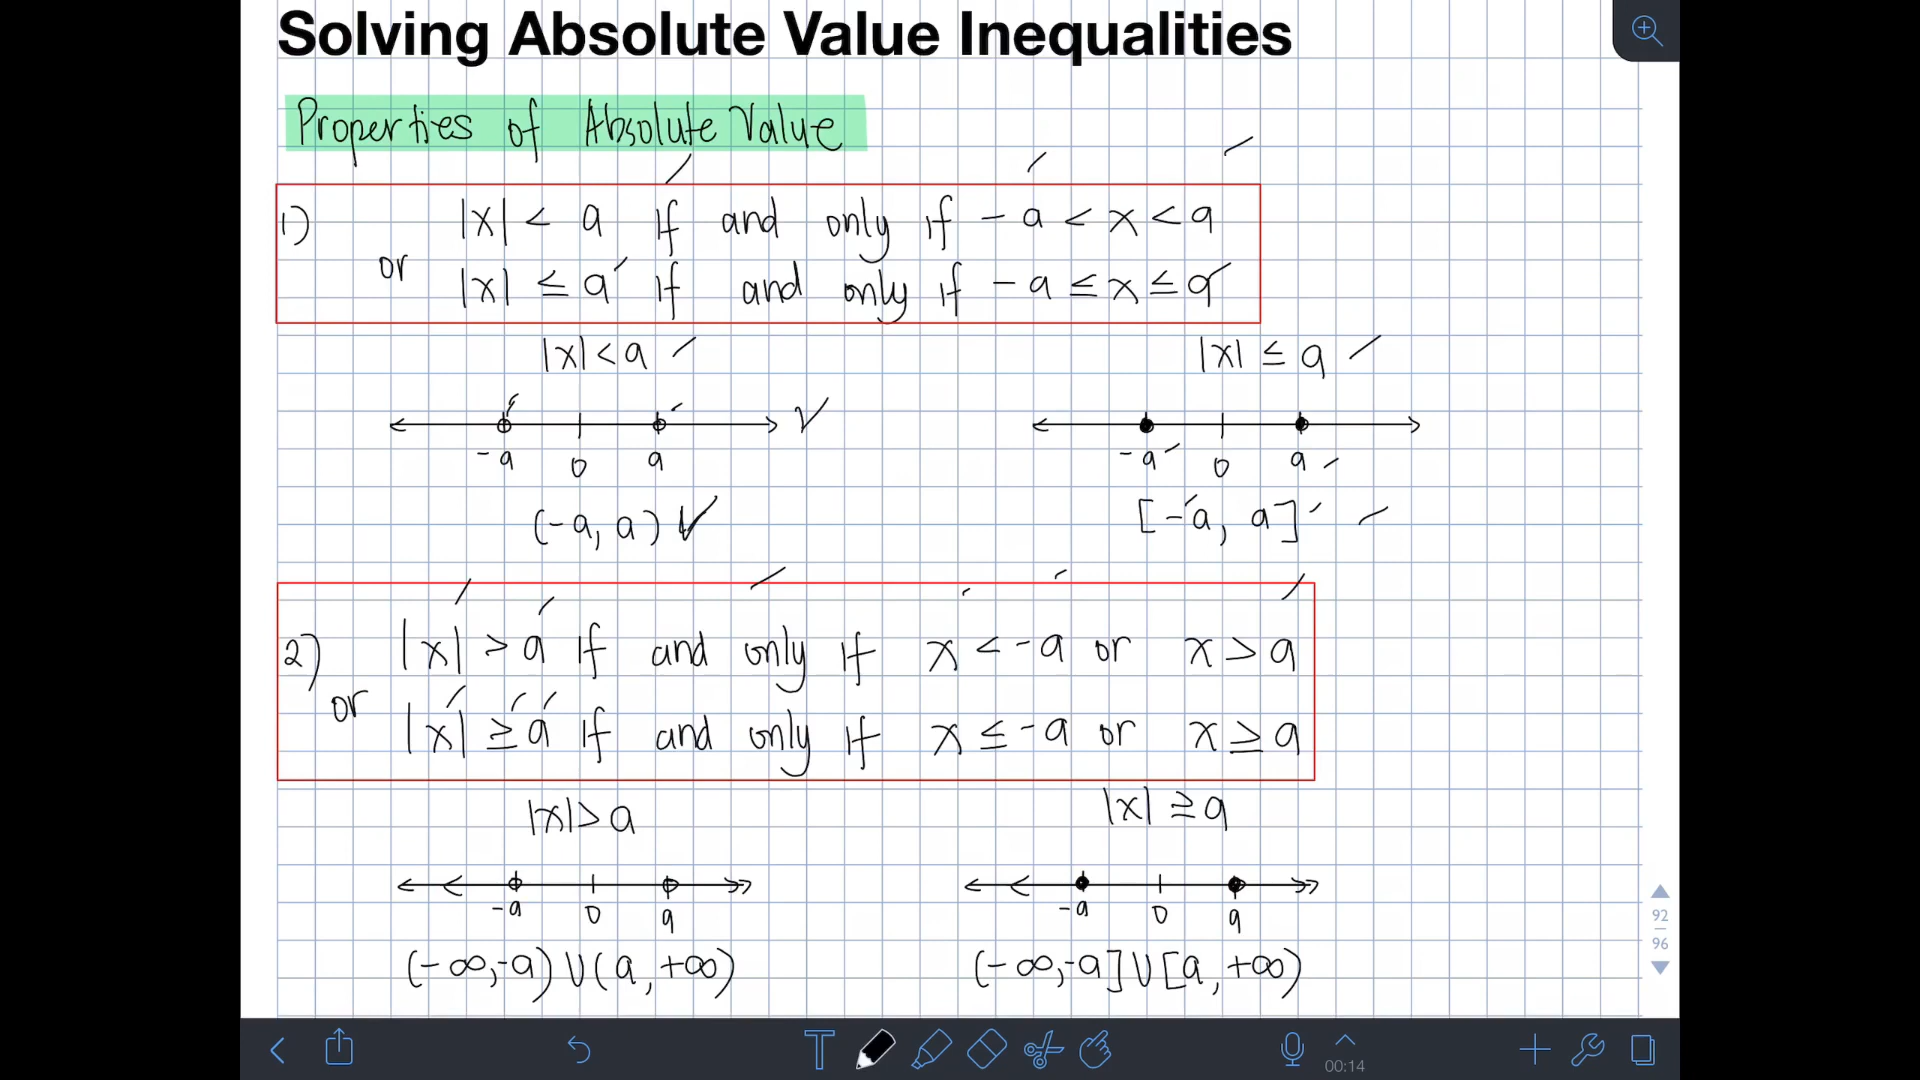 Solving Absolute Value Inequalities
Properties of Absolute Value
1) |x| < a if and only if -a < x < a
or |x| ≤ a if and only if -a ≤ x ≤ a
|x| < a |x| ≤ a
-a 0 a -a 0 a
(-a, a) [-a, a]
2) |x| > a if and only if x < -a or x > a
or |x| ≥ a if and only if x ≤ -a or x ≥ a
|x| > a |x| ≥ a
-a 0 a -a 0 a
(-∞,-a) U (a, +∞) (-∞,-a] U [a, +∞)
92
96
T
00:14